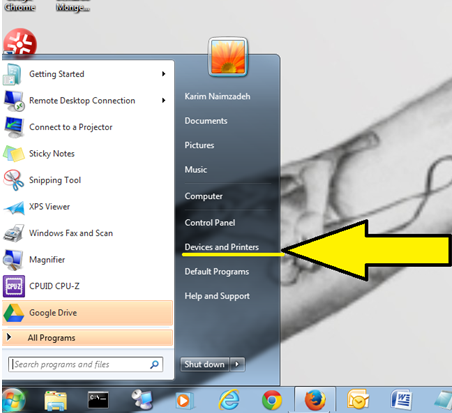 Chrome
Monge...
Getting Started
Remote Desktop Connection
Connect to a Projector
Sticky Notes
Snipping Tool
XPS Viewer
Windows Fax and Scan
Magnifier
CPUID CPU-Z
Google Drive
All Programs
Search programs and files
Karim Naimzadeh
Documents
Pictures
Music
Computer
Control Panel
Devices and Printers
Default Programs
Help and Support
Shut down